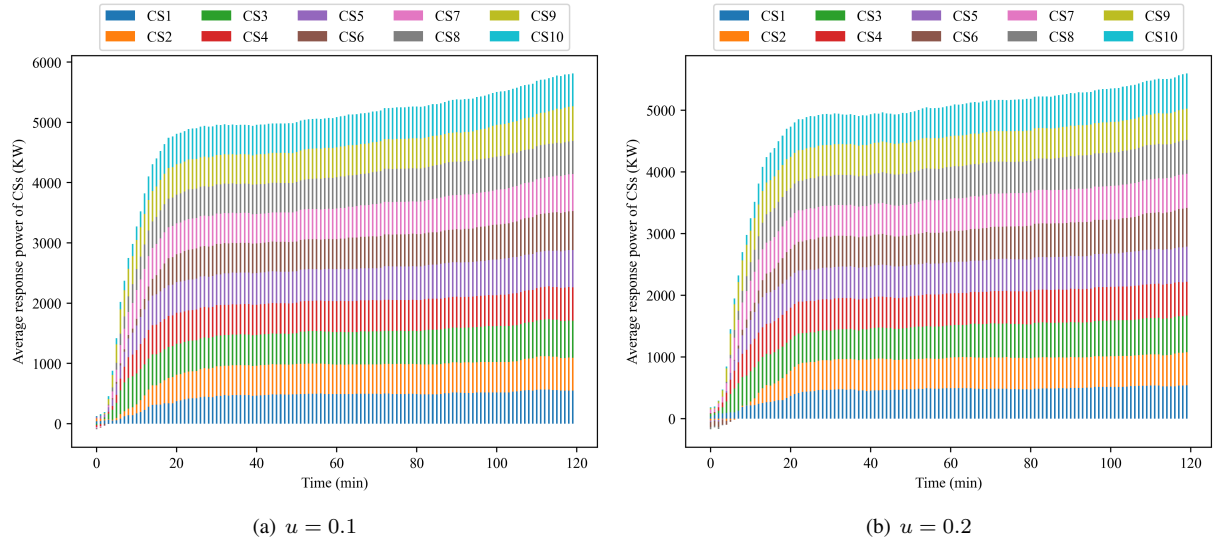 CS1 CS3 CS5 CS7 CS9
CS2 CS4 CS6 CS8 CS10
6000
5000
4000
3000
2000
1000
0
Average response power of CSs (KW)
0 20 40 60 80 100 120
Time (min)
(a) u = 0.1
CS1 CS3 CS5 CS7 CS9
CS2 CS4 CS6 CS8 CS10
5000
4000
3000
2000
1000
0
Average response power of CSs (KW)
0 20 40 60 80 100 120
Time (min)
(b) u = 0.2